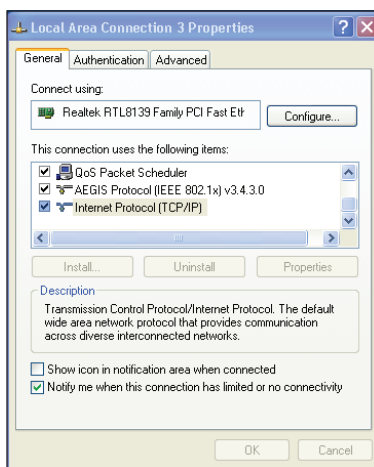 Local Area Connection 3 Properties
General Authentication Advanced
Connect using:
Realtek RTL8139 Family PCI Fast Eth
Configure...
This connection uses the following items:
QoS Packet Scheduler
AEGIS Protocol (IEEE 802.1x) v3.4.3.0
Internet Protocol (TCP/IP)
Install... Uninstall Properties
Description
Transmission Control Protocol/Internet Protocol. The default
wide area network protocol that provides communication
across diverse interconnected networks.
Show icon in notification area when connected
Notify me when this connection has limited or no connectivity
OK Cancel